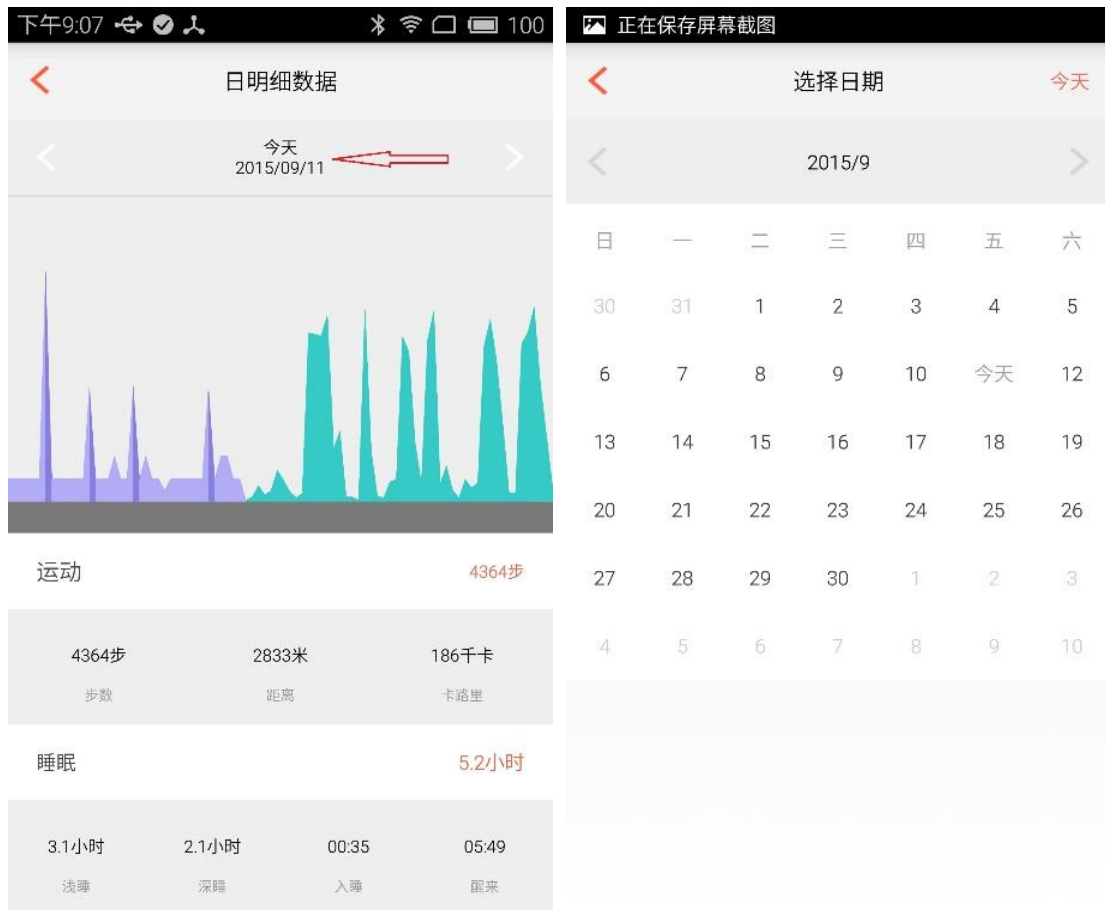 下午9:07
100
日明细数据
今天
2015/09/11
运动
4364步
4364步
2833米
186千卡
步数
距离
卡路里
睡眠
5.2小时
3.1小时
2.1小时
00:35
05:49
浅睡
深睡
入睡
醒来
正在保存屏幕截图
选择日期
今天
2015/9
日 一 二 三 四 五 六
30 31 1 2 3 4 5
6 7 8 9 10 今天 12
13 14 15 16 17 18 19
20 21 22 23 24 25 26
27 28 29 30 1 2 3
4 5 6 7 8 9 10